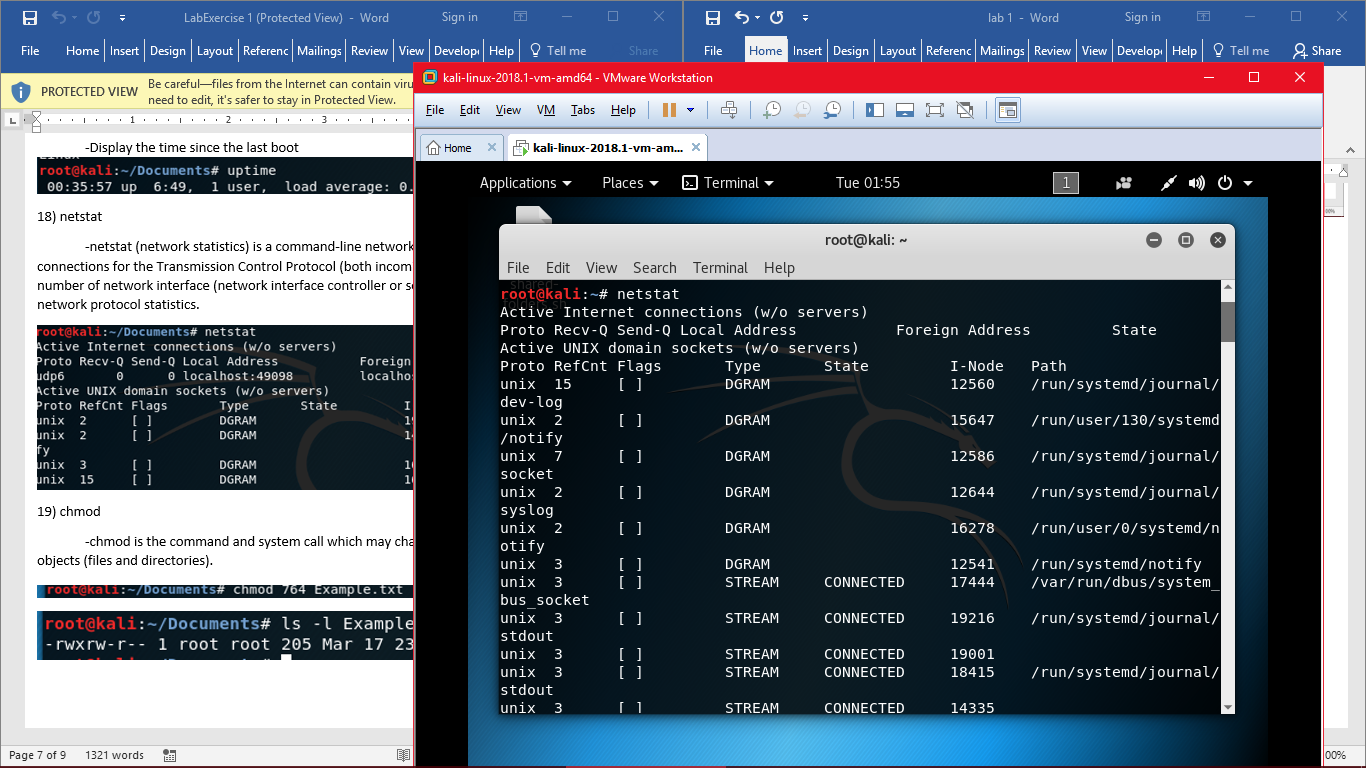 LabExercise 1 (Protected View) - Word
Sign in
File Home Insert Design Layout Referenc Mailings Review View Develope Help Tell me Share
PROTECTED VIEW
Be careful—files from the Internet can contain viru
need to edit, it's safer to stay in Protected View.
1 2 3
-Display the time since the last boot
root@kali:~/Documents# uptime
00:35:57 up 6:49, 1 user, load average: 0.
18) netstat
-netstat (network statistics) is a command-line network
connections for the Transmission Control Protocol (both incom
number of network interface (network interface controller or so
network protocol statistics.
root@kali:~/Documents# netstat
Active Internet connections (w/o servers)
Proto Recv-Q Send-Q Local Address Foreign
udp6 0 0 localhost:49098 localho
Active UNIX domain sockets (w/o servers)
Proto RefCnt Flags Type State I
unix 2 [ ] DGRAM 19
unix 2 [ ] DGRAM 14
fy
unix 3 [ ] DGRAM 16
unix 15 [ ] DGRAM 14
19) chmod
-chmod is the command and system call which may cha
objects (files and directories).
root@kali:~/Documents# chmod 764 Example.txt
root@kali:~/Documents# ls -l Example
-rwxrw-r-- 1 root root 205 Mar 17 23
Page 7 of 9 1321 words
lab 1 - Word
Sign in
File Home Insert Design Layout Referenc Mailings Review View Develope Help Tell me Share
kali-linux-2018.1-vm-amd64 - VMware Workstation
File Edit View VM Tabs Help
Home kali-linux-2018.1-vm-am...
Applications Places Terminal Tue 01:55 1
root@kali: ~
File Edit View Search Terminal Help
shared-
folders.sh
root@kali:~# netstat
Active Internet connections (w/o servers)
Proto Recv-Q Send-Q Local Address Foreign Address State
Active UNIX domain sockets (w/o servers)
Proto RefCnt Flags Type State I-Node Path
unix 15 [ ] DGRAM 12560 /run/systemd/journal/
dev-log
unix 2 [ ] DGRAM 15647 /run/user/130/systemd
/notify
unix 7 [ ] DGRAM 12586 /run/systemd/journal/
socket
unix 2 [ ] DGRAM 12644 /run/systemd/journal/
syslog
unix 2 [ ] DGRAM 16278 /run/user/0/systemd/n
otify
unix 3 [ ] DGRAM 12541 /run/systemd/notify
unix 3 [ ] STREAM CONNECTED 17444 /var/run/dbus/system_
bus_socket
unix 3 [ ] STREAM CONNECTED 19216 /run/systemd/journal/
stdout
unix 3 [ ] STREAM CONNECTED 19001
unix 3 [ ] STREAM CONNECTED 18415 /run/systemd/journal/
stdout
unix 3 [ ] STREAM CONNECTED 14335
00%